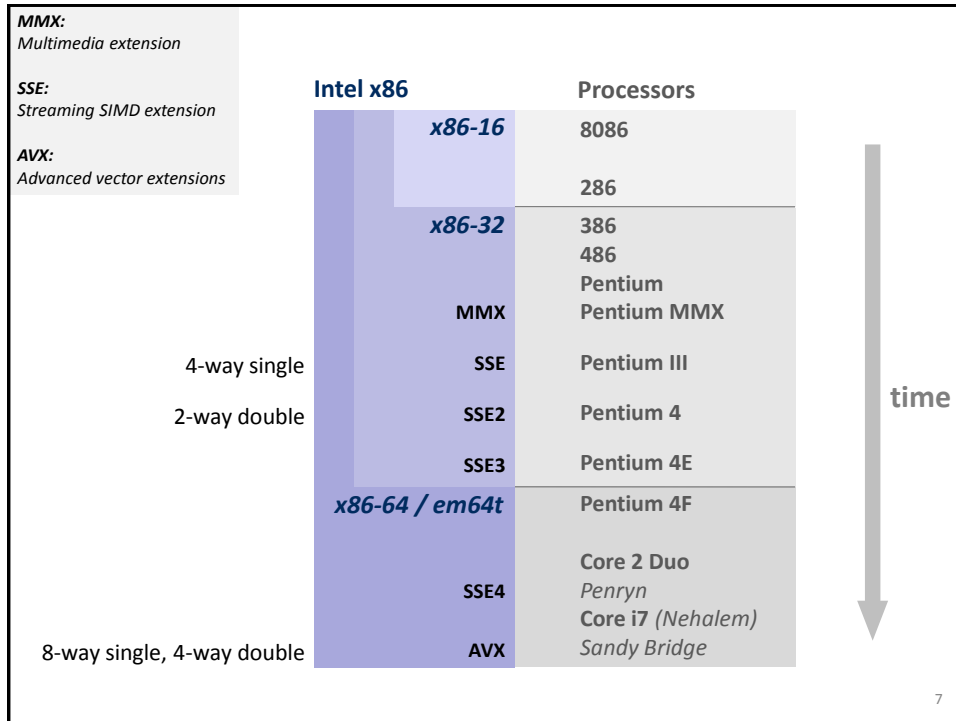 MMX:
Multimedia extension
SSE:
Streaming SIMD extension
AVX:
Advanced vector extensions
Intel x86 Processors
x86-16 8086
286
x86-32 386
486
Pentium
MMX Pentium MMX
4-way single SSE Pentium III
2-way double SSE2 Pentium 4
time
SSE3 Pentium 4E
x86-64 / em64t Pentium 4F
Core 2 Duo
SSE4 Penryn
Core i7 (Nehalem)
8-way single, 4-way double AVX Sandy Bridge
7